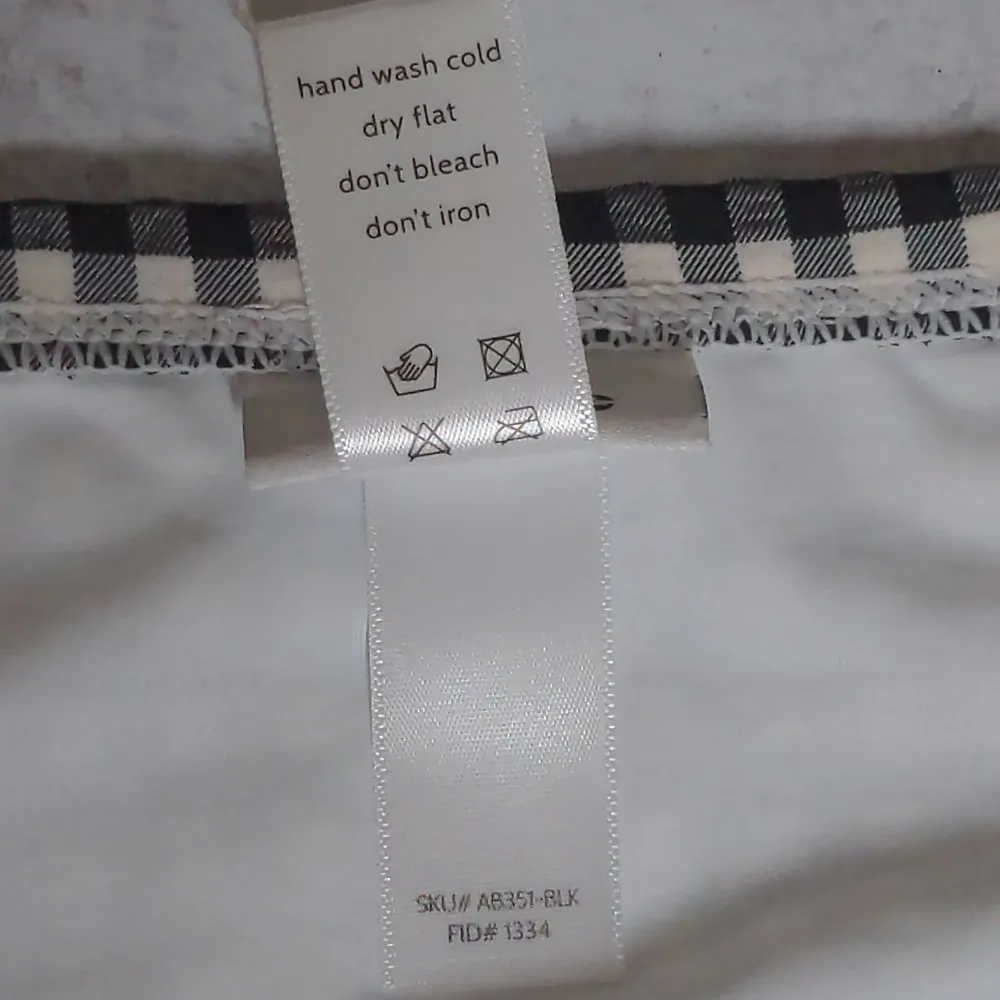 hand wash cold
dry flat
don't bleach
don't iron
SKU# AB351-BLK
FID# 1334